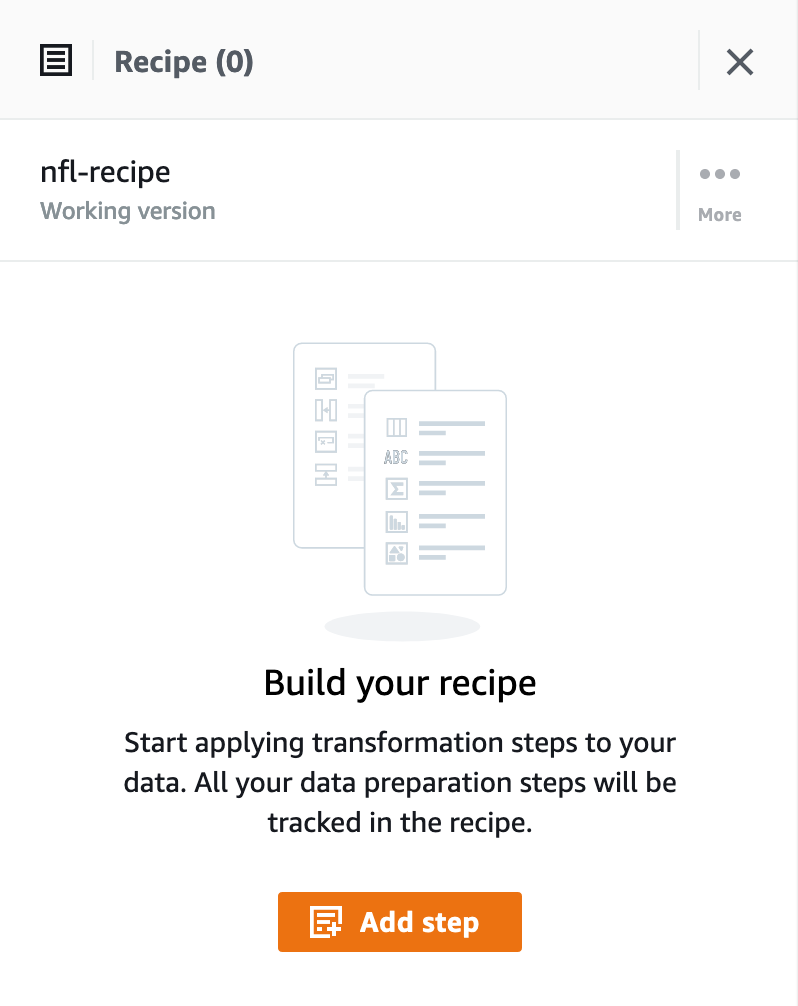 Recipe (0)
nfl-recipe
Working version
More
ABC
Build your recipe
Start applying transformation steps to your
data. All your data preparation steps will be
tracked in the recipe.
Add step